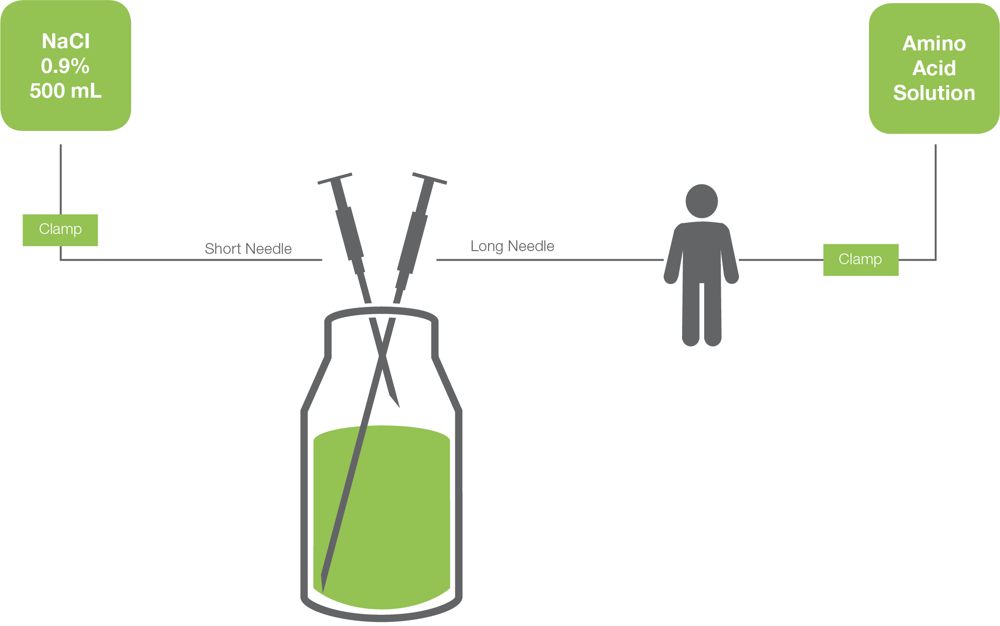 NaCl
0.9%
500 mL
Amino
Acid
Solution
Clamp
Short Needle
Long Needle
Clamp